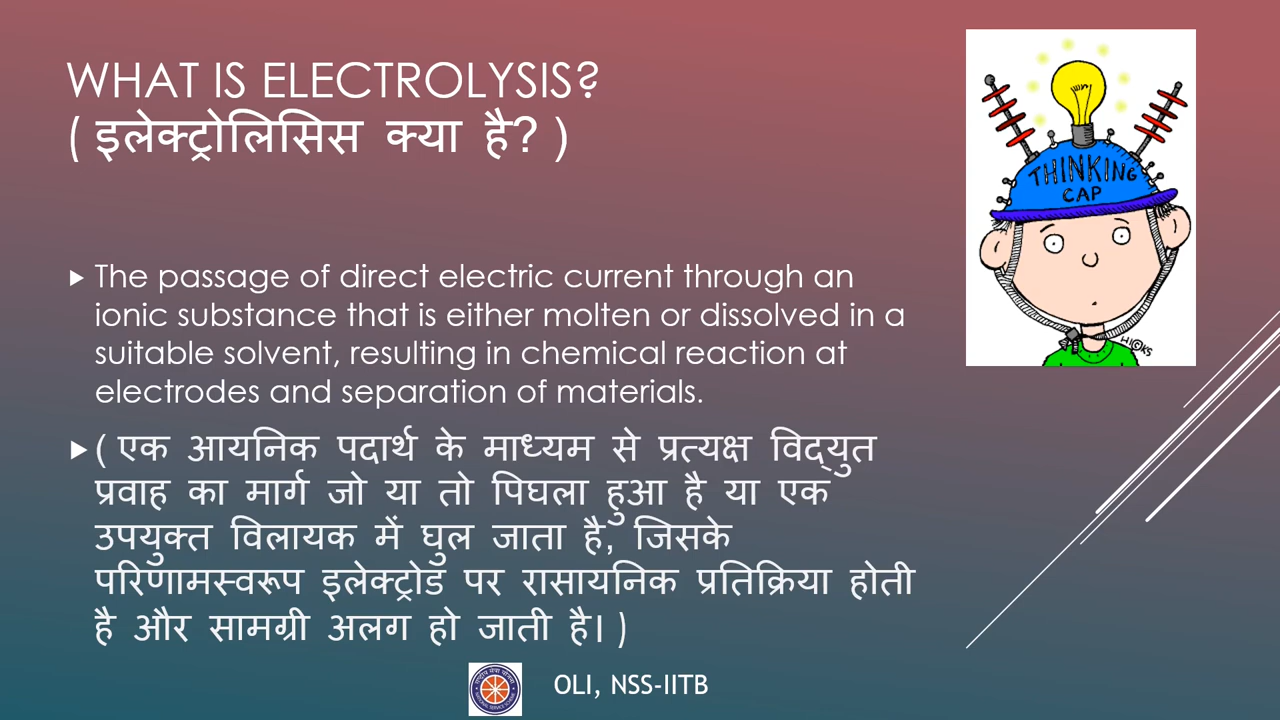 WHAT IS ELECTROLYSIS?
( इलेक्ट्रोलिसिस क्या है? )
THINKING
CAP
The passage of direct electric current through an
ionic substance that is either molten or dissolved in a
suitable solvent, resulting in chemical reaction at
electrodes and separation of materials.
( एक आयनिक पदार्थ के माध्यम से प्रत्यक्ष विद्युत
प्रवाह का मार्ग जो या तो पिघला हुआ है या एक
उपयुक्त विलायक में घुल जाता है, जिसके
परिणामस्वरूप इलेक्ट्रोड पर रासायनिक प्रतिक्रिया होती
है और सामग्री अलग हो जाती है। )
OLI, NSS-IITB